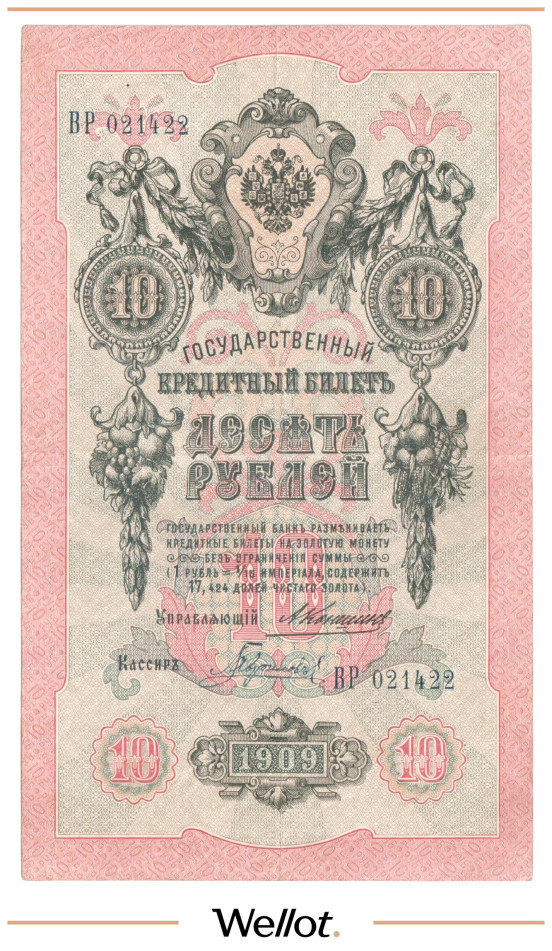 ВР 021422
10 10
ГОСУДАРСТВЕННЫЙ
КРЕДИТНЫЙ БИЛЕТЪ
ДЕСЯТЬ
РУБЛЕЙ
ГОСУДАРСТВЕННЫЙ БАНКЪ РАЗМѢНИВАЕТЪ
КРЕДИТНЫЕ БИЛЕТЫ НА ЗОЛОТУЮ МОНЕТУ
БЕЗЪ ОГРАНИЧЕНІЯ СУММЫ
(1 РУБЛЬ = 1/15 ИМПЕРІАЛА, СОДЕРЖИТЪ
17,424 ДОЛЕЙ ЧИСТАГО ЗОЛОТА)
10
УПРАВЛЯЮЩІЙ
Кассиръ
ВР 021422
10 1909 10
Wellot.